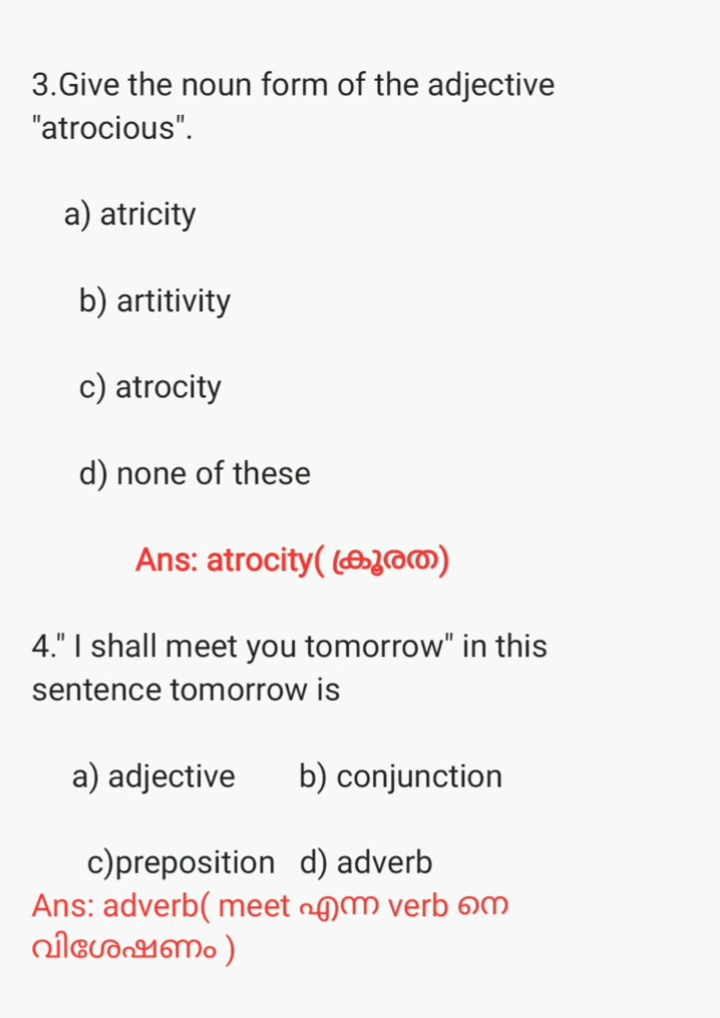 3.Give the noun form of the adjective
"atrocious".
a) atricity
b) artitivity
c) atrocity
d) none of these
Ans: atrocity( ക്രൂരത)
4." I shall meet you tomorrow" in this
sentence tomorrow is
a) adjective b) conjunction
c)preposition d) adverb
Ans: adverb( meet എന്ന verb നെ
വിശേഷണം )